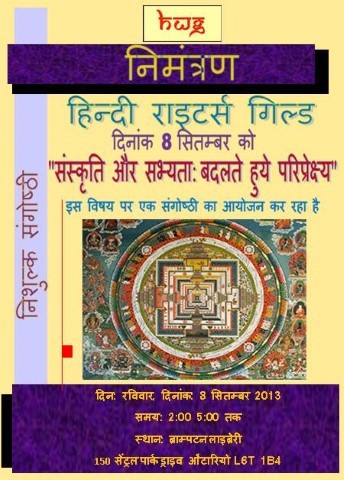 hwg
निमंत्रण
हिन्दी राइटर्स गिल्ड
दिनांक 8 सितम्बर को
"संस्कृति और सभ्यता: बदलते हुये परिप्रेक्ष्य"
इस विषय पर एक संगोष्ठी का आयोजन कर रहा है
निशुल्क संगोष्ठी
दिन: रविवार, दिनांक: 8 सितम्बर 2013
समय: 2:00 5:00 तक
स्थान: ब्राम्पटन लाइब्रेरी
150 सेंट्रल पार्क ड्राइव ओंटारियो L6T 1B4